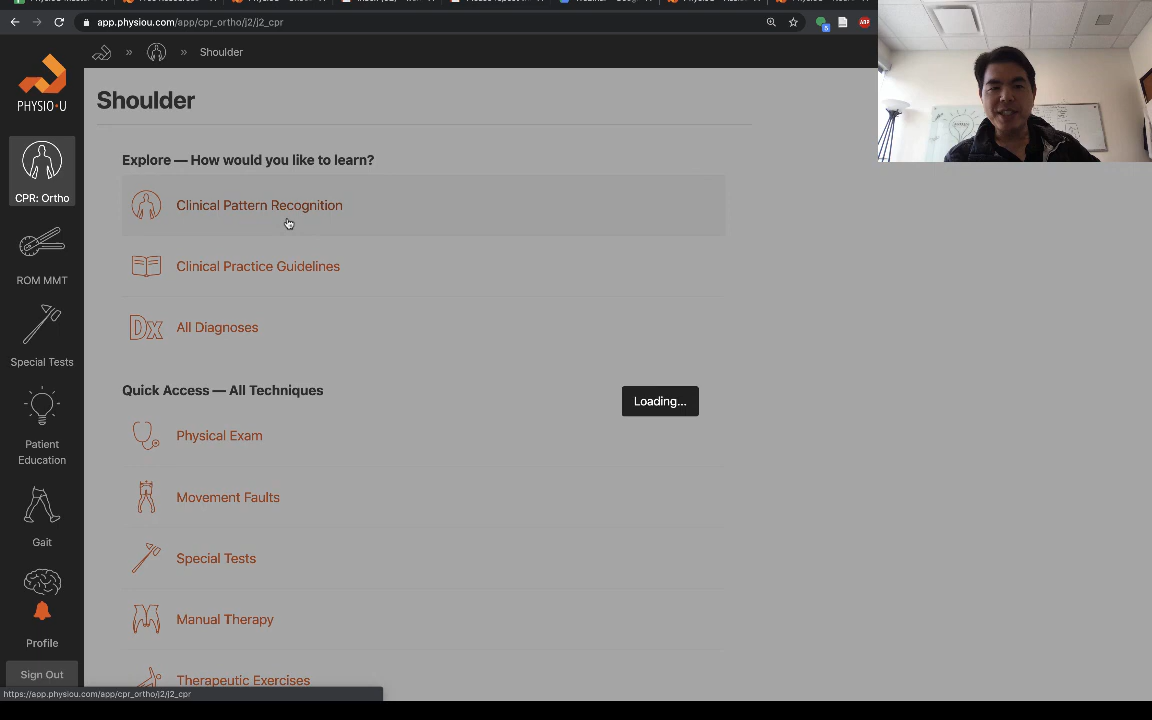 app.physiou.com/app/cpr_ortho/j2/j2_cpr
ABP
PHYSIO·U
»
»
Shoulder
Shoulder
Explore — How would you like to learn?
Clinical Pattern Recognition
Clinical Practice Guidelines
Dx
All Diagnoses
Quick Access — All Techniques
Loading...
Physical Exam
Movement Faults
Special Tests
Manual Therapy
Therapeutic Exercises
CPR: Ortho
ROM MMT
Special Tests
Patient
Education
Gait
Profile
Sign Out
https://app.physiou.com/app/cpr_ortho/j2/j2_cpr